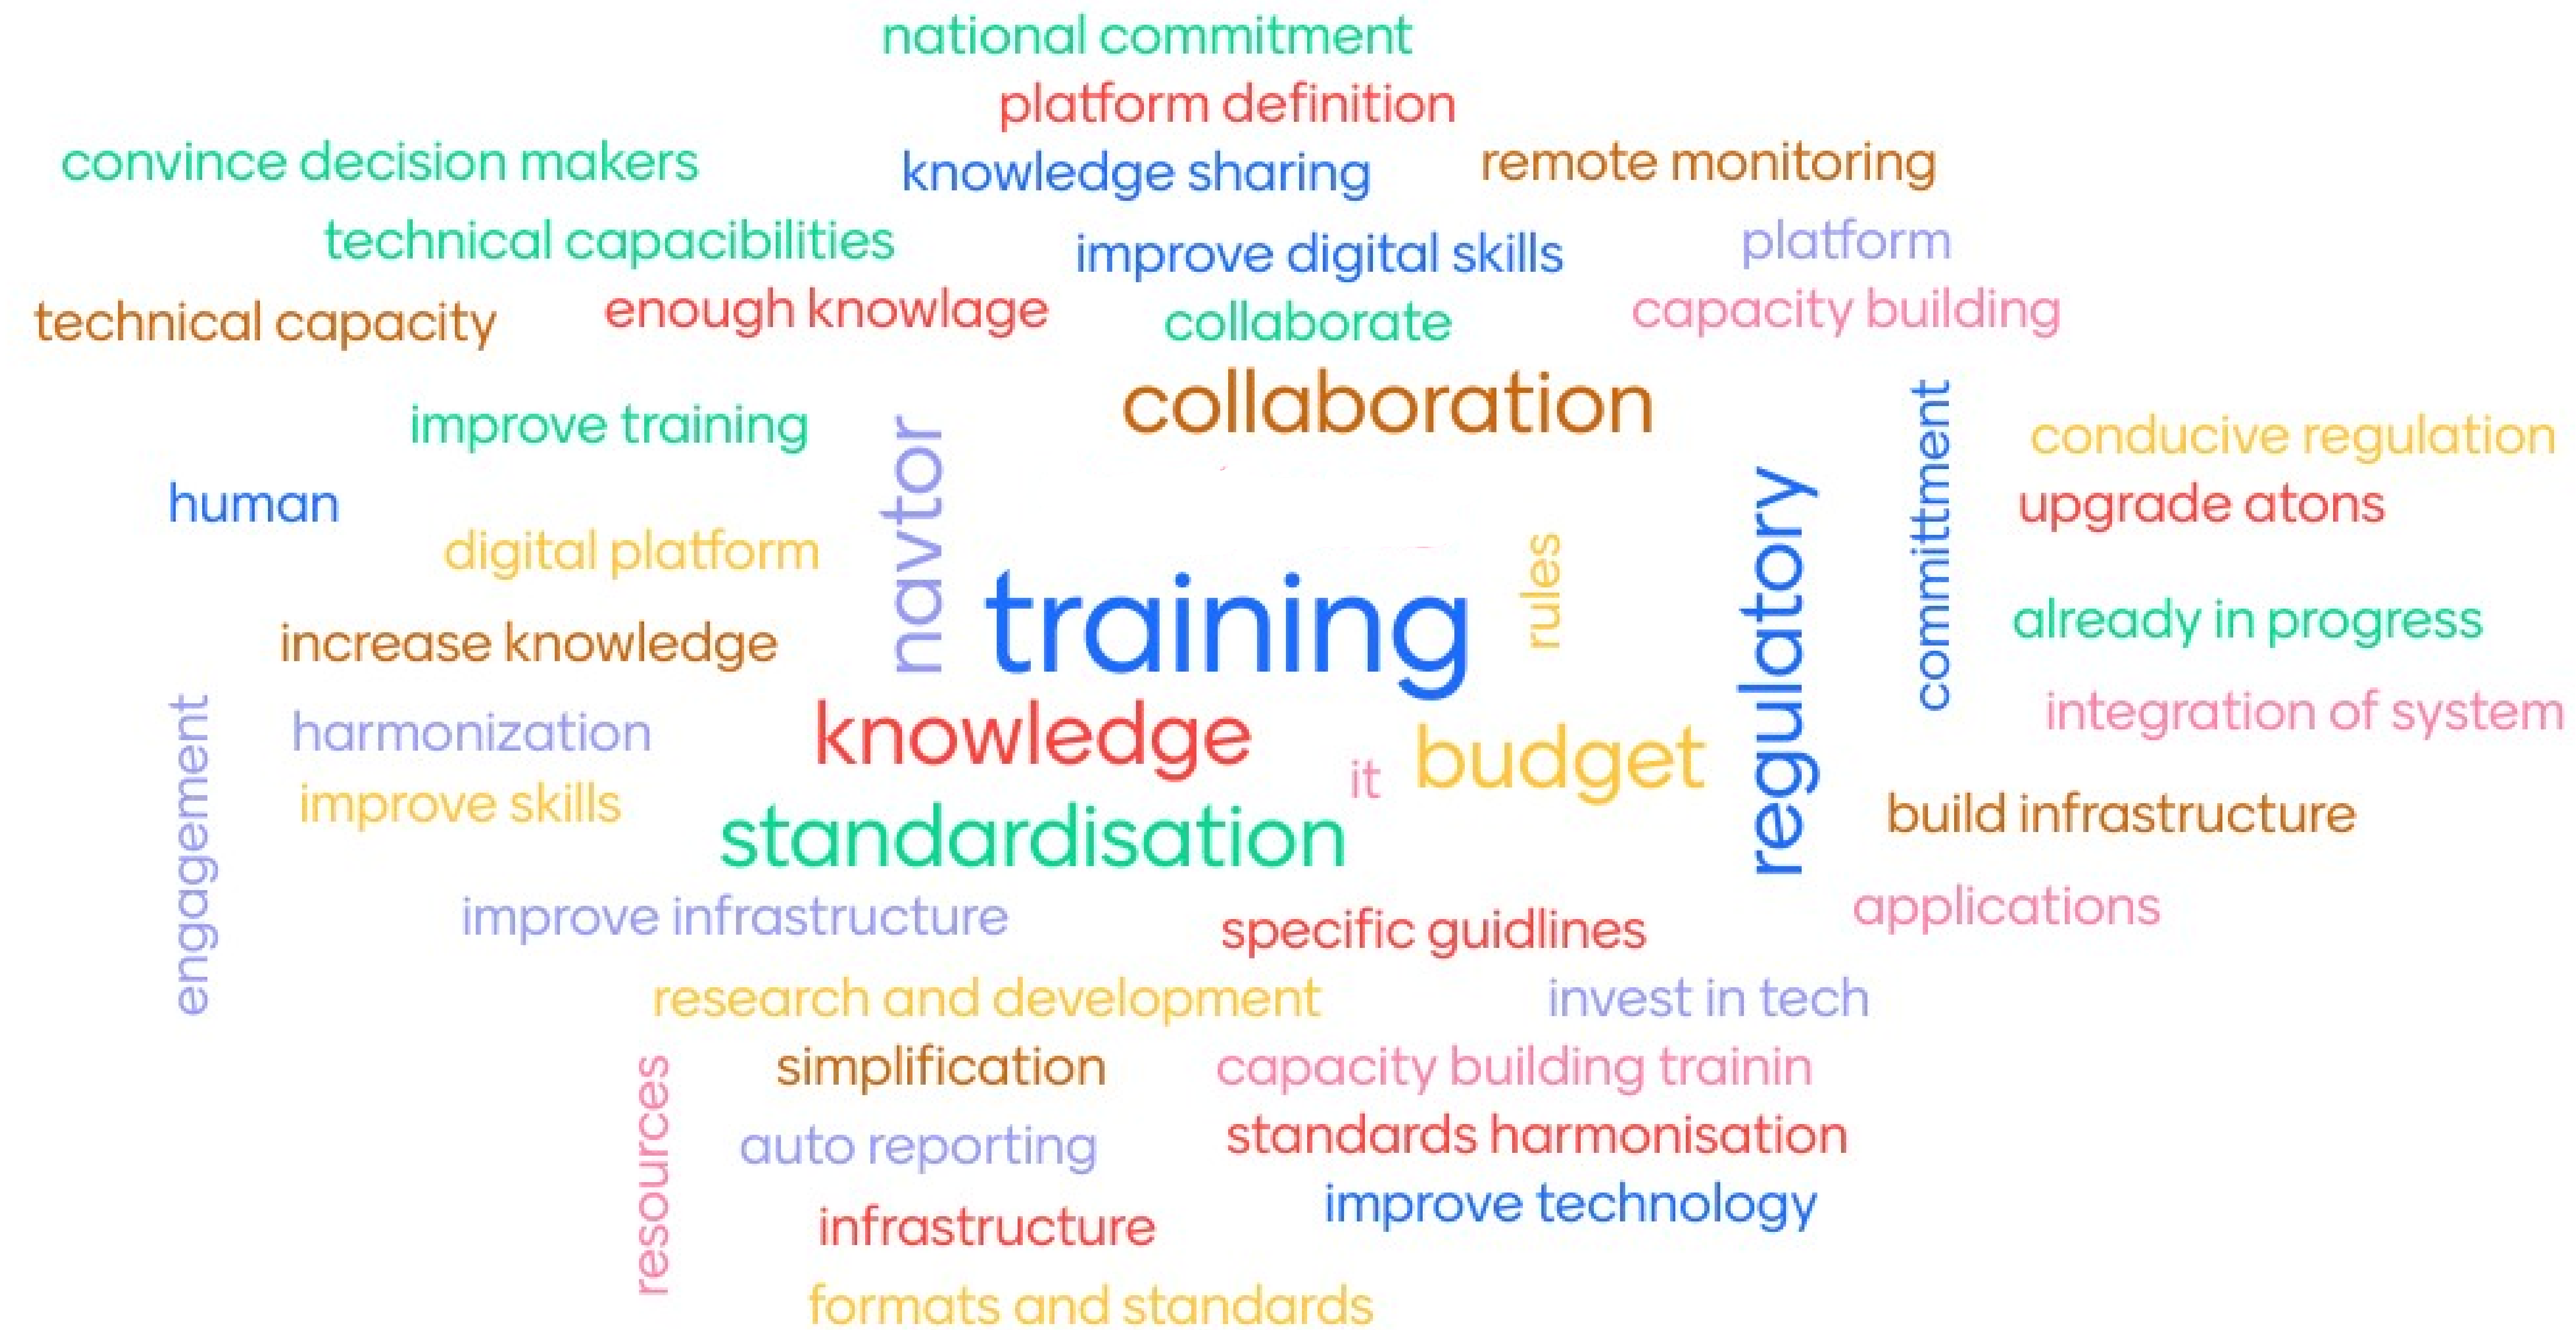 national commitment
platform definition
convince decision makers
knowledge sharing
remote monitoring
technical capacibilities
improve digital skills
platform
technical capacity
enough knowlage
collaborate
capacity building
collaboration
improve training
navtor
committment
conducive regulation
human
regulatory
upgrade atons
digital platform
training
rules
increase knowledge
already in progress
engagement
harmonization
knowledge
it
budget
integration of system
improve skills
standardisation
build infrastructure
improve infrastructure
specific guidlines
applications
research and development
invest in tech
resources
simplification
capacity building trainin
auto reporting
standards harmonisation
infrastructure
improve technology
formats and standards